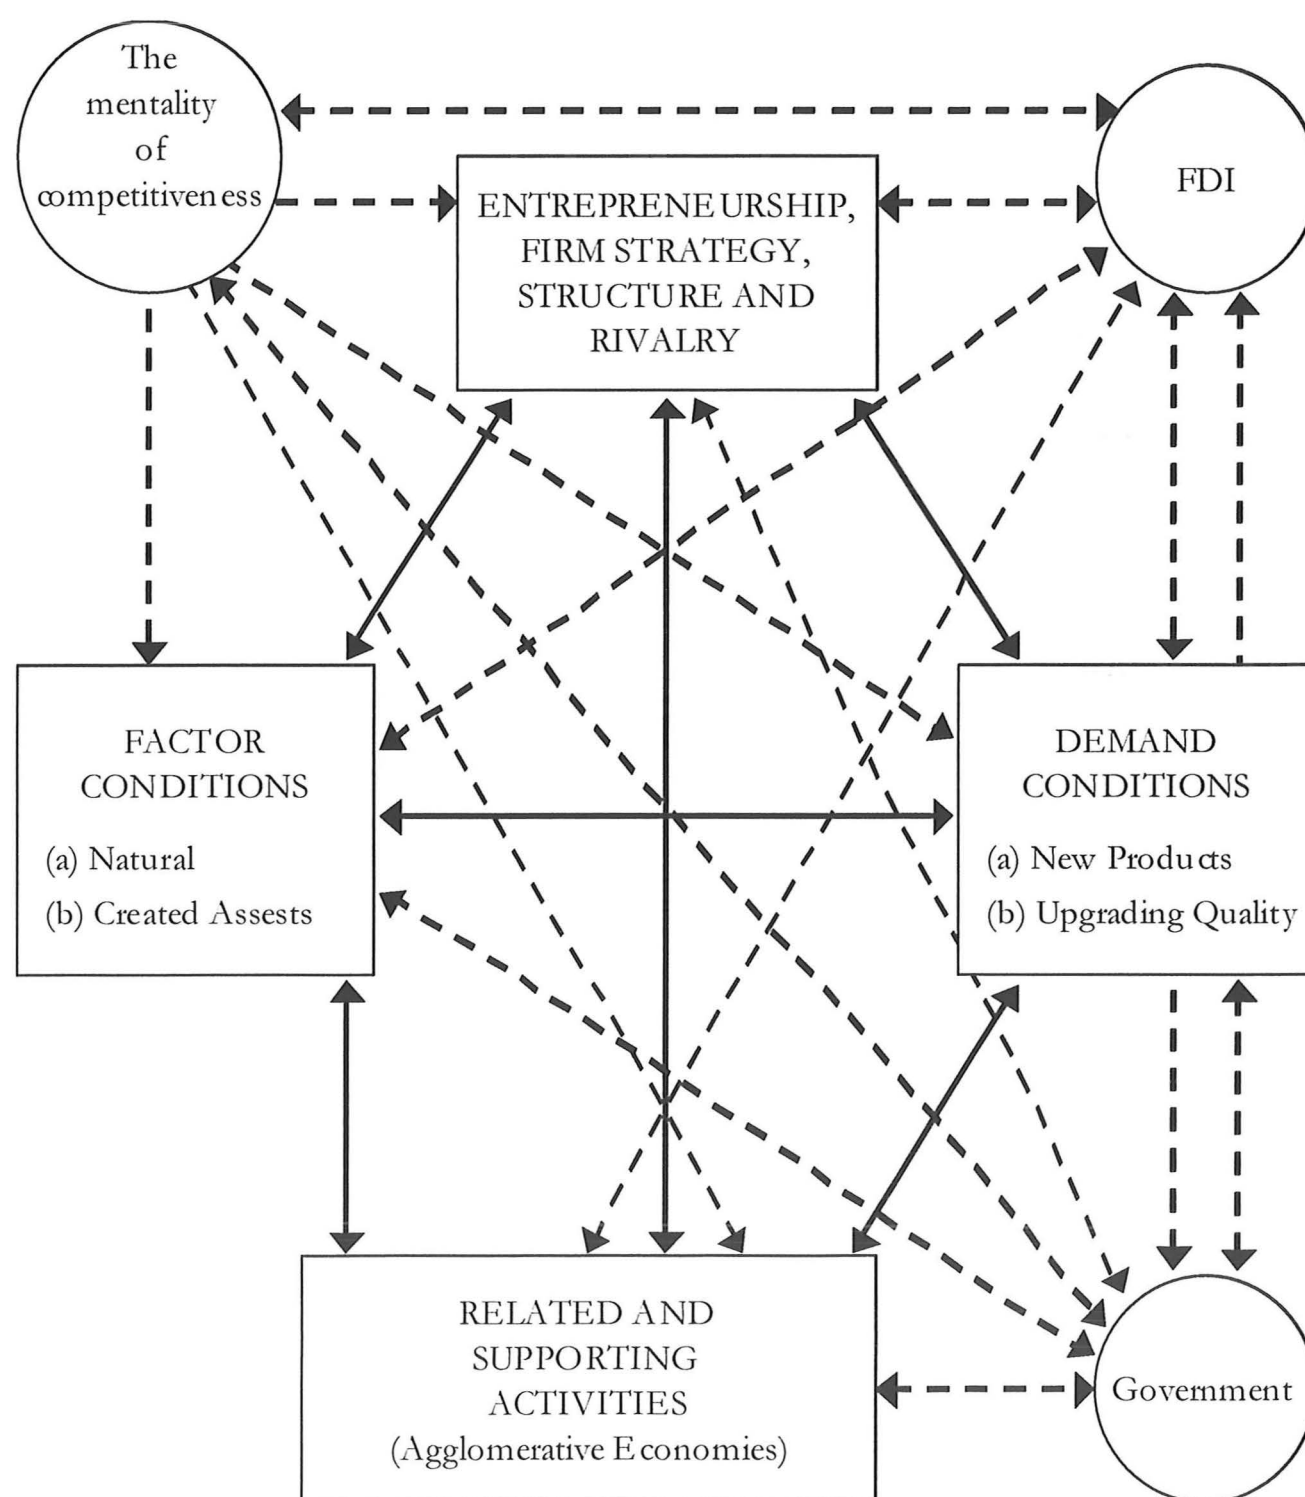 The
mentality
of
competitiveness
FDI
ENTREPRENEURSHIP,
FIRM STRATEGY,
STRUCTURE AND
RIVALRY
FACTOR
CONDITIONS
(a) Natural
(b) Created Assests
DEMAND
CONDITIONS
(a) New Products
(b) Upgrading Quality
RELATED AND
SUPPORTING
ACTIVITIES
(Agglomerative Economies)
Government